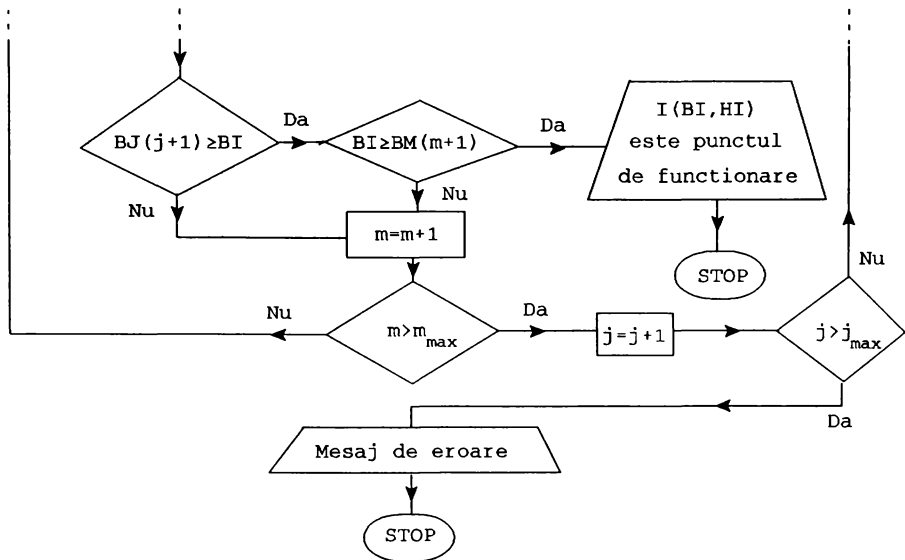 BJ(j+1)≥BI
Da
BI≥BM(m+1)
Da
I(BI,HI)
este punctul
de functionare
Nu
Nu
m=m+1
STOP
Nu
Nu
m>m_max
Da
j=j+1
j>j_max
Da
Mesaj de eroare
STOP